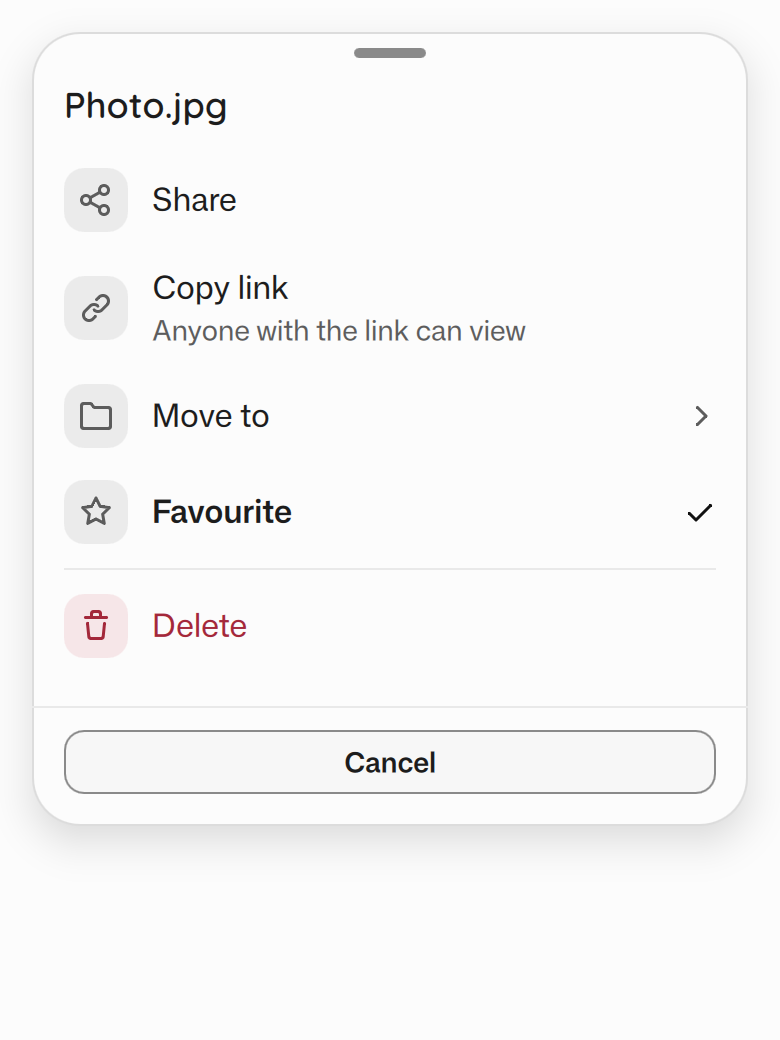 Photo.jpg
Share
Copy link
Anyone with the link can view
Move to
Favourite
Delete
Cancel